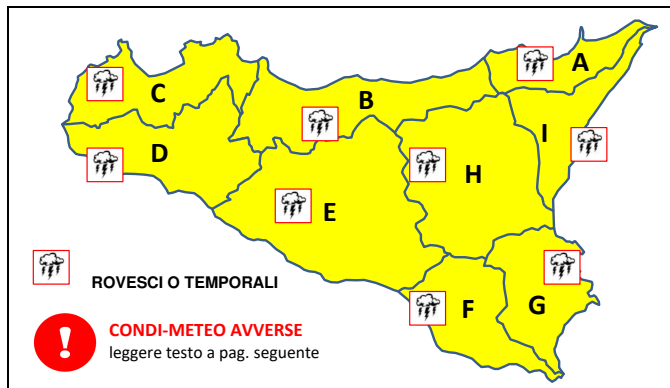 A
C
B
I
D
H
E
F
G
ROVESCI O TEMPORALI
!
CONDI-METEO AVVERSE
leggere testo a pag. seguente